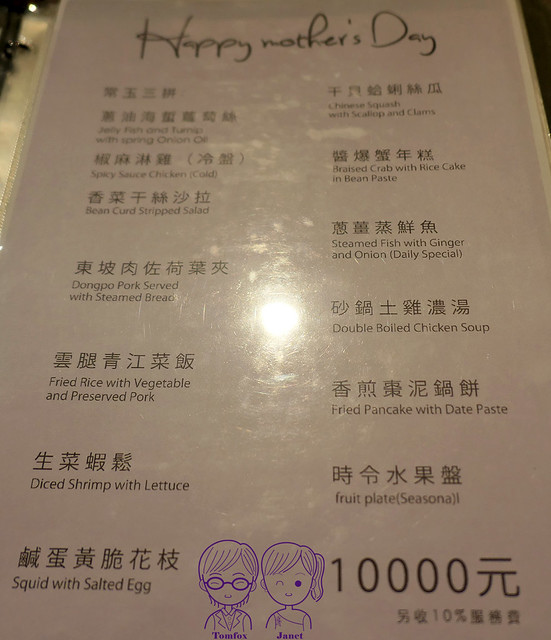 Happy mother's Day
常玉三拼
蔥油海蜇蘿蔔絲
Jelly Fish and Turnip
with spring Onion Oil
椒麻淋雞（冷盤）
Spicy Sauce Chicken (Cold)
香菜干絲沙拉
Bean Curd Stripped Salad
東坡肉佐荷葉夾
Dongpo Pork Served
with Steamed Bread
雲腿青江菜飯
Fried Rice with Vegetable
and Preserved Pork
生菜蝦鬆
Diced Shrimp with Lettuce
鹹蛋黃脆花枝
Squid with Salted Egg
干貝蛤蜊絲瓜
Chinese Squash
with Scallop and Clams
醬爆蟹年糕
Braised Crab with Rice Cake
in Bean Paste
蔥薑蒸鮮魚
Steamed Fish with Ginger
and Onion (Daily Special)
砂鍋土雞濃湯
Double Boiled Chicken Soup
香煎棗泥鍋餅
Fried Pancake with Date Paste
時令水果盤
fruit plate(Seasona)l
10000元
另收10%服務費
Tomfox Janet